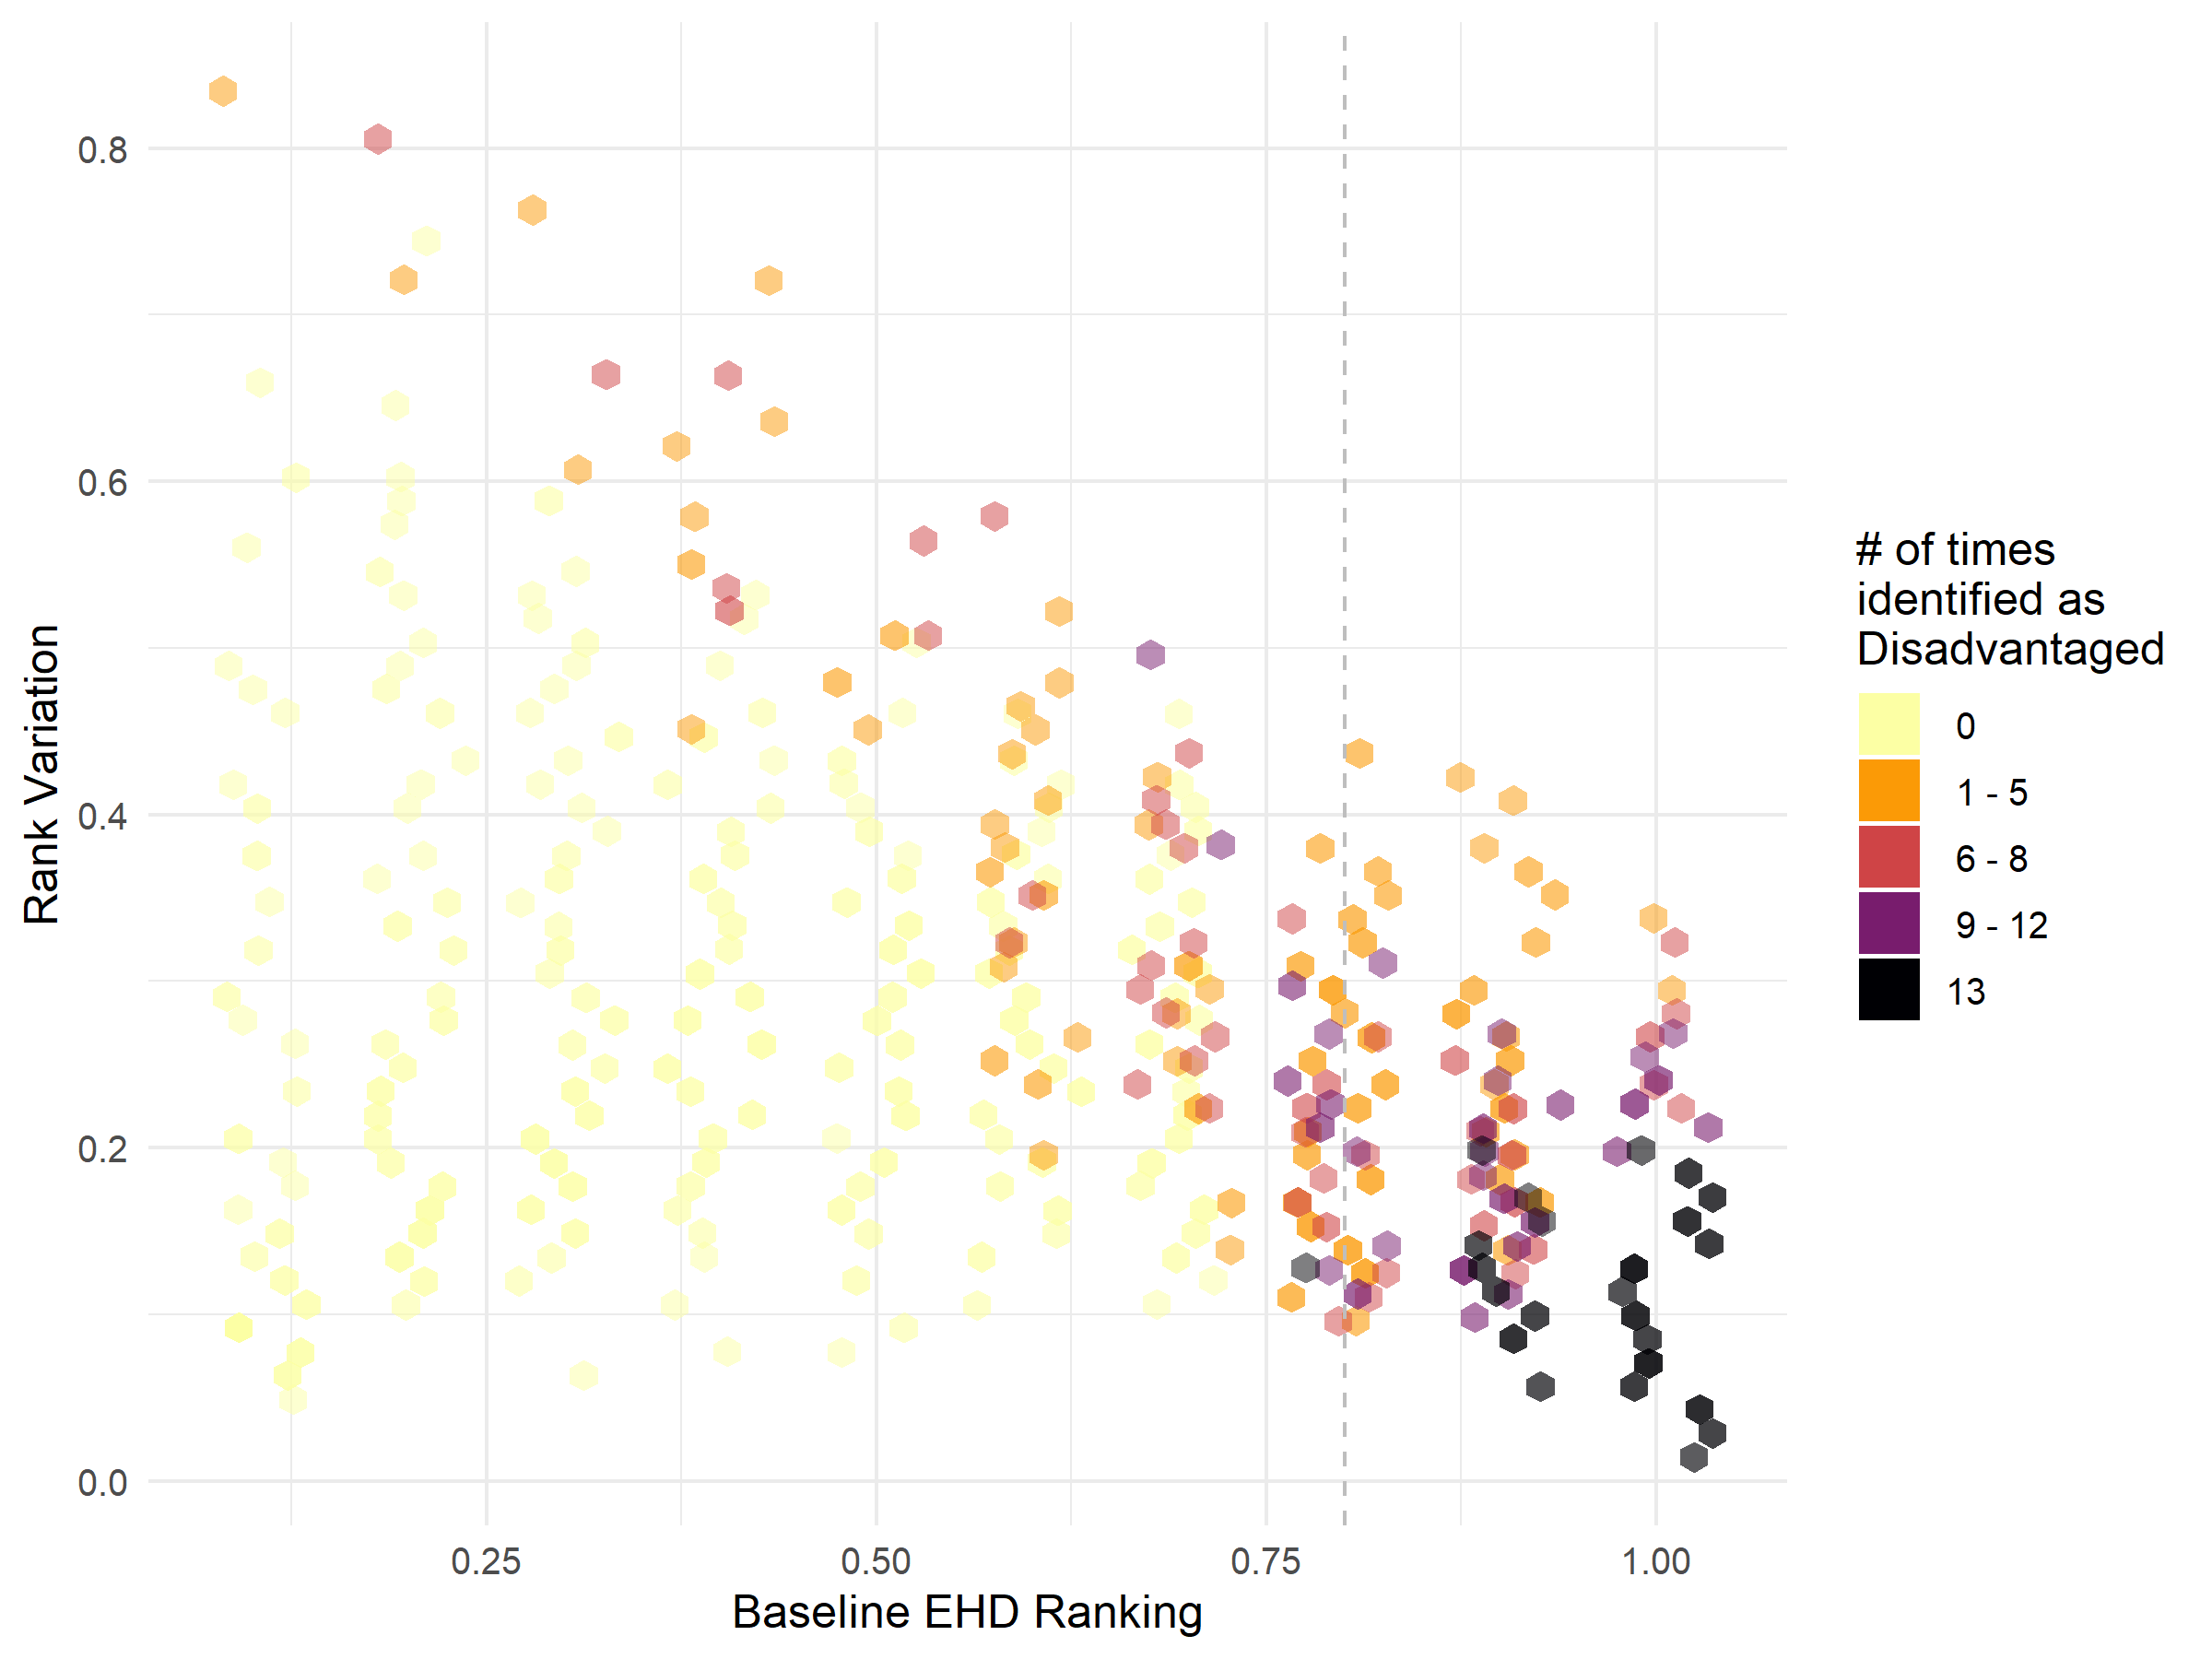 Rank Variation
0.8
0.6
0.4
0.2
0.0
0.25
0.50
0.75
1.00
Baseline EHD Ranking
# of times
identified as
Disadvantaged
0
1 - 5
6 - 8
9 - 12
13